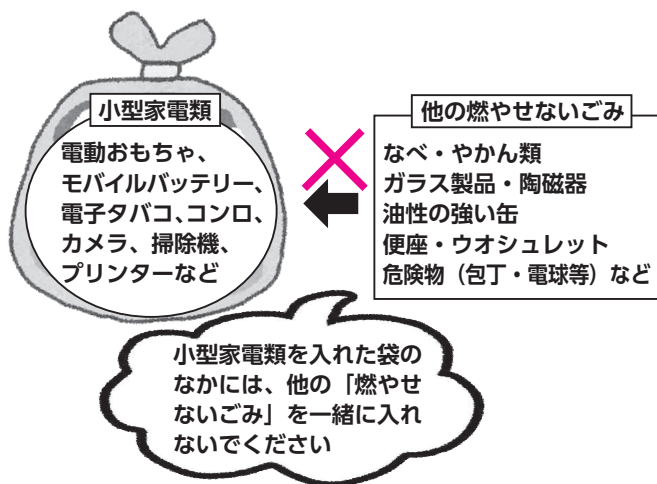 小型家電類
電動おもちゃ、
モバイルバッテリー、
電子タバコ、コンロ、
カメラ、掃除機、
プリンターなど
他の燃やせないごみ
なべ・やかん類
ガラス製品・陶磁器
油性の強い缶
便座・ウオシュレット
危険物（包丁・電球等）など
小型家電類を入れた袋の
なかには、他の「燃やせ
ないごみ」を一緒に入れ
ないでください